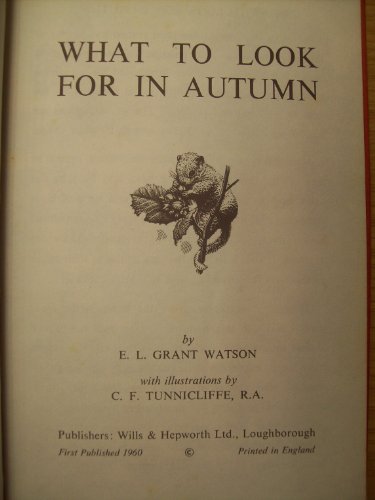 WHAT TO LOOK
FOR IN AUTUMN
by
E. L. GRANT WATSON
with illustrations by
C. F. TUNNICLIFFE, R.A.
Publishers: Wills & Hepworth Ltd., Loughborough
First Published 1960 © Printed in England